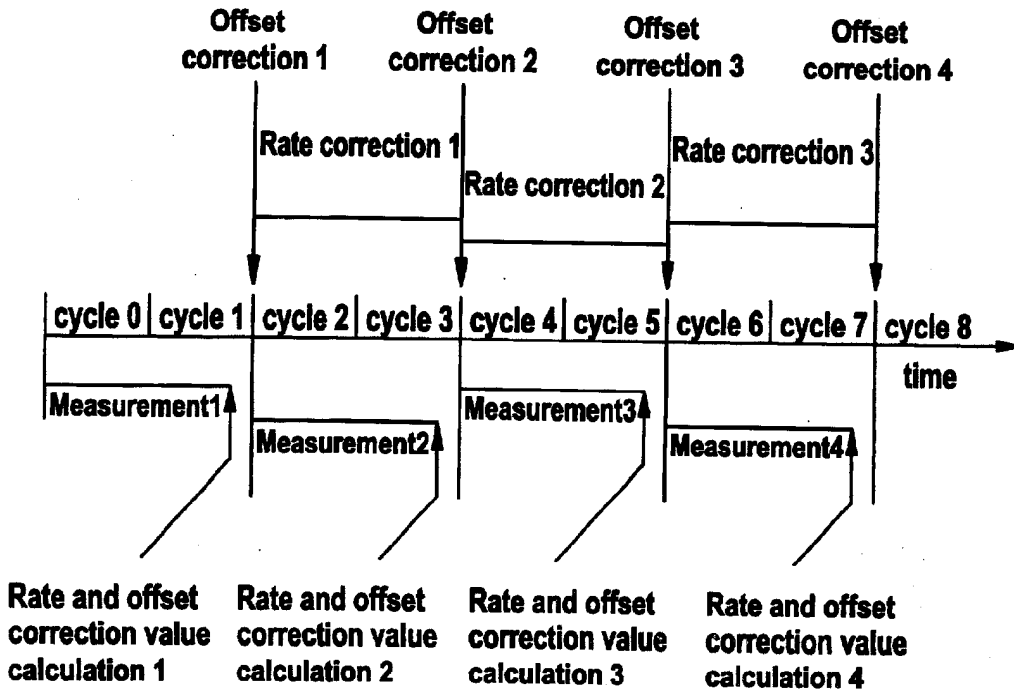 Offset
correction 1
Offset
correction 2
Offset
correction 3
Offset
correction 4
Rate correction 1
Rate correction 2
Rate correction 3
cycle 0 cycle 1 cycle 2 cycle 3 cycle 4 cycle 5 cycle 6 cycle 7 cycle 8
time
Measurement1
Measurement2
Measurement3
Measurement4
Rate and offset
correction value
calculation 1
Rate and offset
correction value
calculation 2
Rate and offset
correction value
calculation 3
Rate and offset
correction value
calculation 4